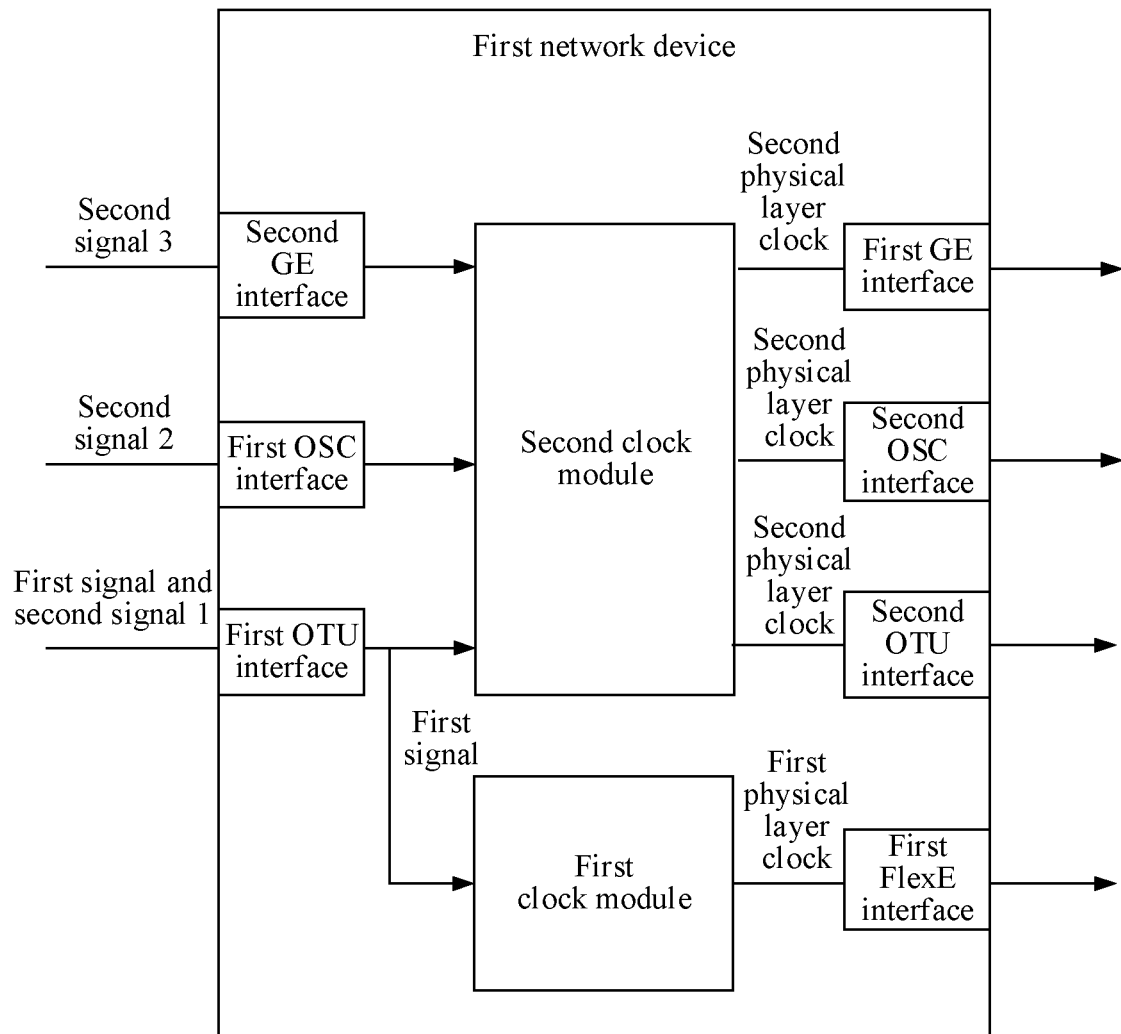 First network device
Second
signal 3
Second
GE
interface
Second
physical
layer
clock
First GE
interface
Second
signal 2
First OSC
interface
Second clock
module
Second
physical
layer
clock
Second
OSC
interface
First signal and
second signal 1
First OTU
interface
Second
physical
layer
clock
Second
OTU
interface
First
signal
First
clock module
First
physical
layer
clock
First
FlexE
interface